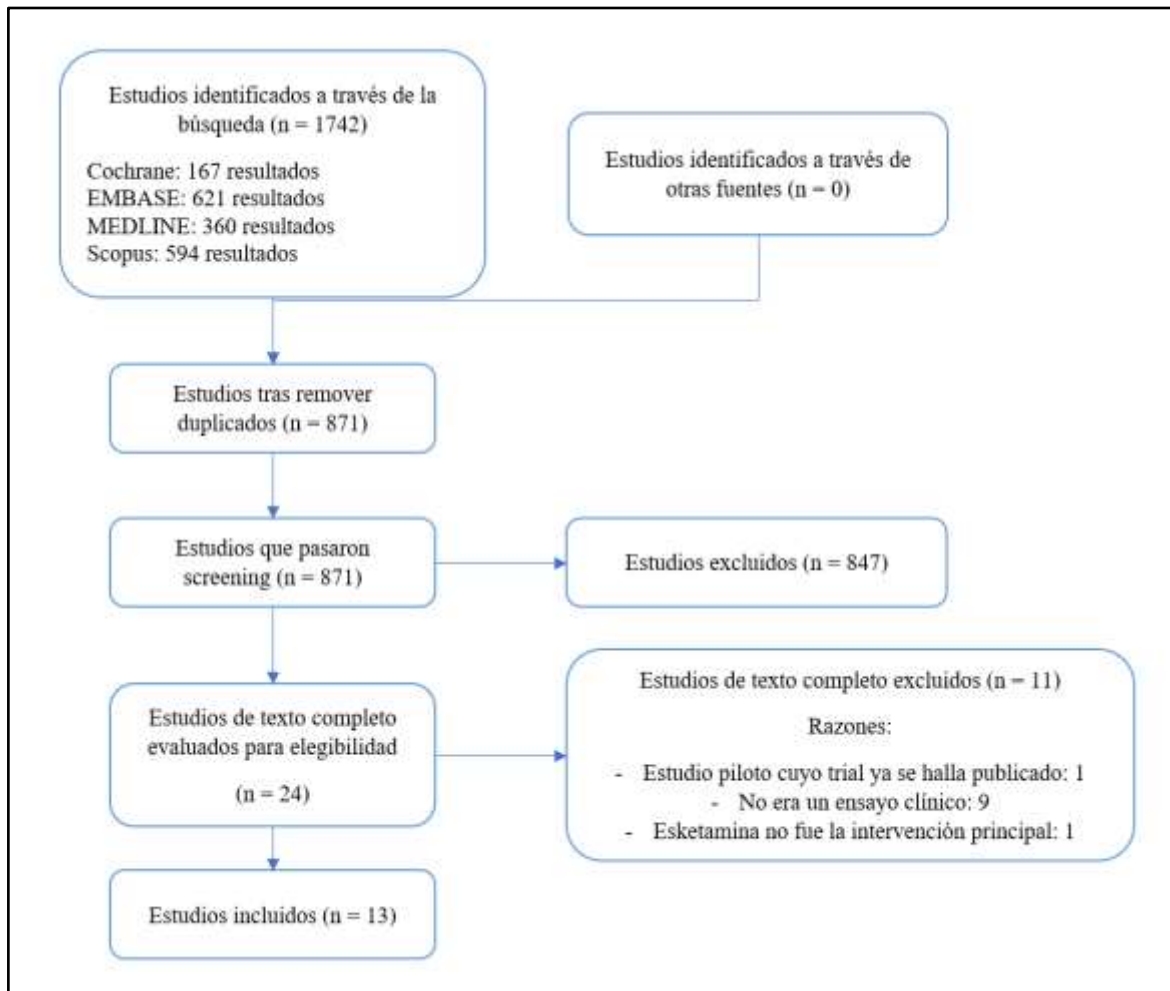 Estudios identificados a través de la
búsqueda (n = 1742)
Cochrane: 167 resultados
EMBASE: 621 resultados
MEDLINE: 360 resultados
Scopus: 594 resultados
Estudios identificados a través de
otras fuentes (n = 0)
Estudios tras remover
duplicados (n = 871)
Estudios que pasaron
screening (n = 871)
Estudios excluidos (n = 847)
Estudios de texto completo
evaluados para elegibilidad
(n = 24)
Estudios de texto completo excluidos (n = 11)
Razones:
- Estudio piloto cuyo trial ya se halla publicado: 1
- No era un ensayo clínico: 9
- Esketamina no fue la intervención principal: 1
Estudios incluidos (n = 13)